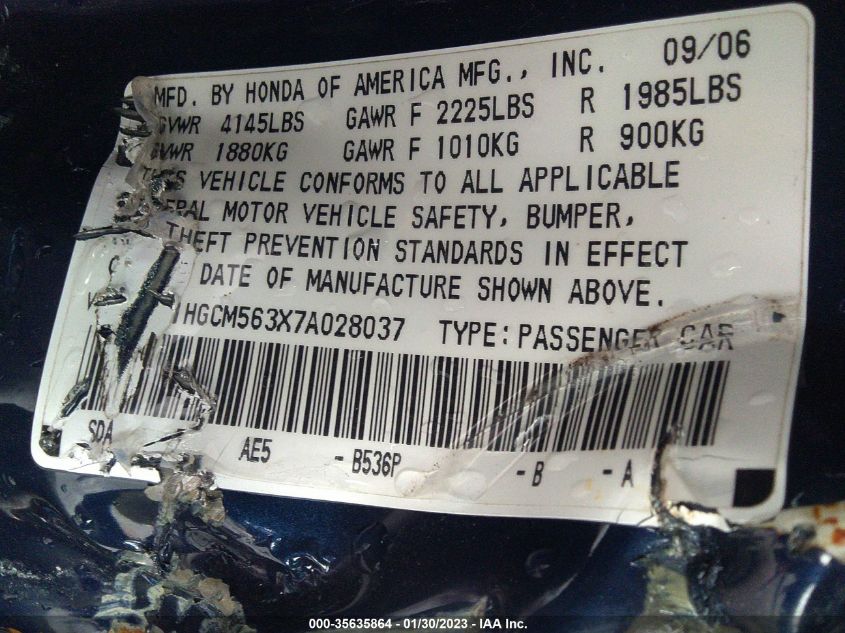 MFD. BY HONDA OF AMERICA MFG., INC. 09/06
GVWR 4145LBS GAWR F 2225LBS R 1985LBS
GVWR 1880KG GAWR F 1010KG R 900KG
VEHICLE CONFORMS TO ALL APPLICABLE
MOTOR VEHICLE SAFETY, BUMPER,
THEFT PREVENTION STANDARDS IN EFFECT
DATE OF MANUFACTURE SHOWN ABOVE.
1HGCM563X7A028037 TYPE: PASSENGER CAR
SDA AE5 -B536P -B -A
000-35635864 - 01/30/2023 - IAA Inc.